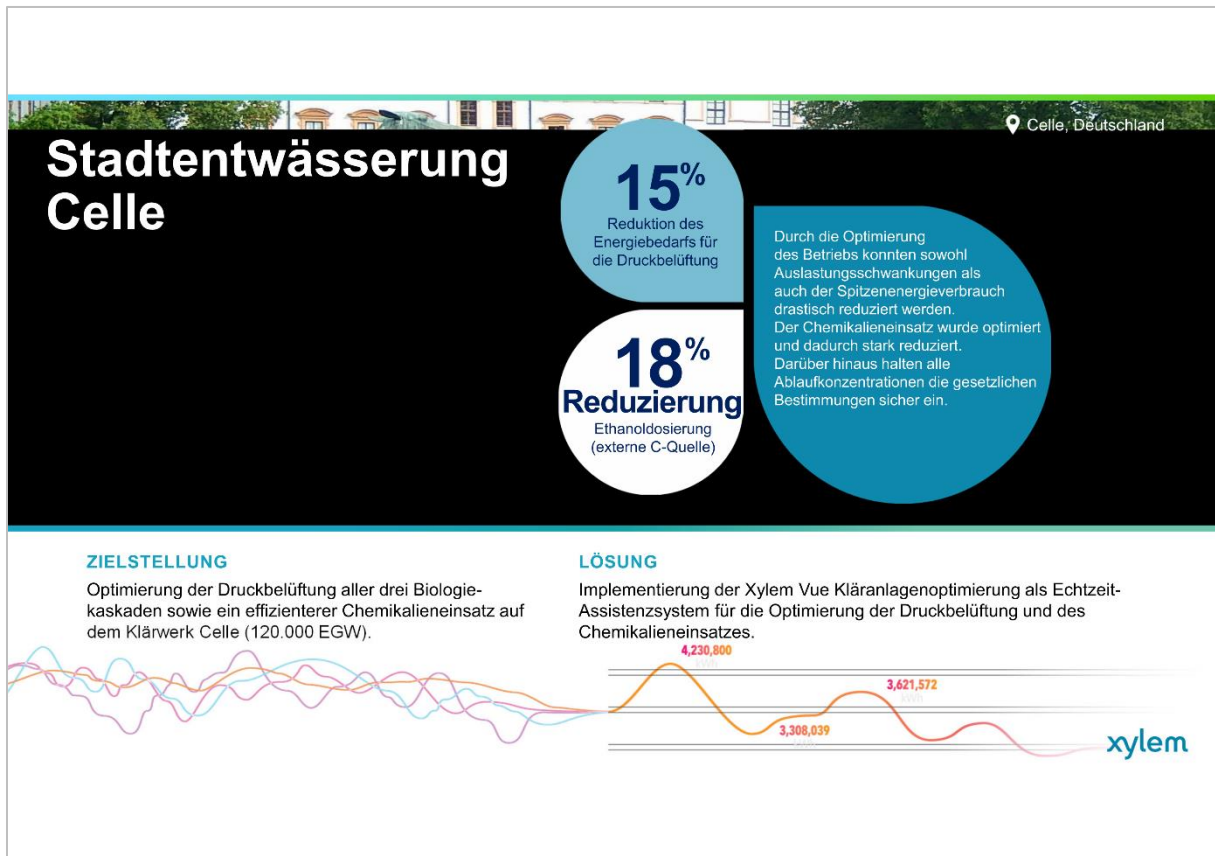 Celle, Deutschland
Stadtentwässerung
Celle
15%
Reduktion des
Energiebedarfs für
die Druckbelüftung
18%
Reduzierung
Ethanoldosierung
(externe C-Quelle)
Durch die Optimierung
des Betriebs konnten sowohl
Auslastungsschwankungen als
auch der Spitzenenergieverbrauch
drastisch reduziert werden.
Der Chemikalieneinsatz wurde optimiert
und dadurch stark reduziert.
Darüber hinaus halten alle
Ablaufkonzentrationen die gesetzlichen
Bestimmungen sicher ein.
ZIELSTELLUNG
Optimierung der Druckbelüftung aller drei Biologie-
kaskaden sowie ein effizienterer Chemikalieneinsatz auf
dem Klärwerk Celle (120.000 EGW).
LÖSUNG
Implementierung der Xylem Vue Kläranlagenoptimierung als Echtzeit-
Assistenzsystem für die Optimierung der Druckbelüftung und des
Chemikalieneinsatzes.
4,230,800
kWh
3,308,039
kWh
3,621,572
kWh
xylem